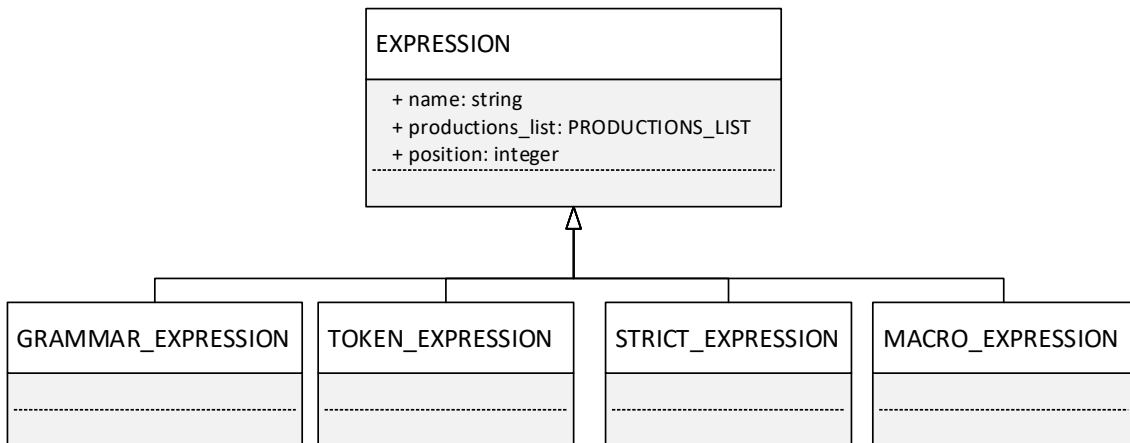 EXPRESSION
+ name: string
+ productions_list: PRODUCTIONS_LIST
+ position: integer
GRAMMAR_EXPRESSION
TOKEN_EXPRESSION
STRICT_EXPRESSION
MACRO_EXPRESSION